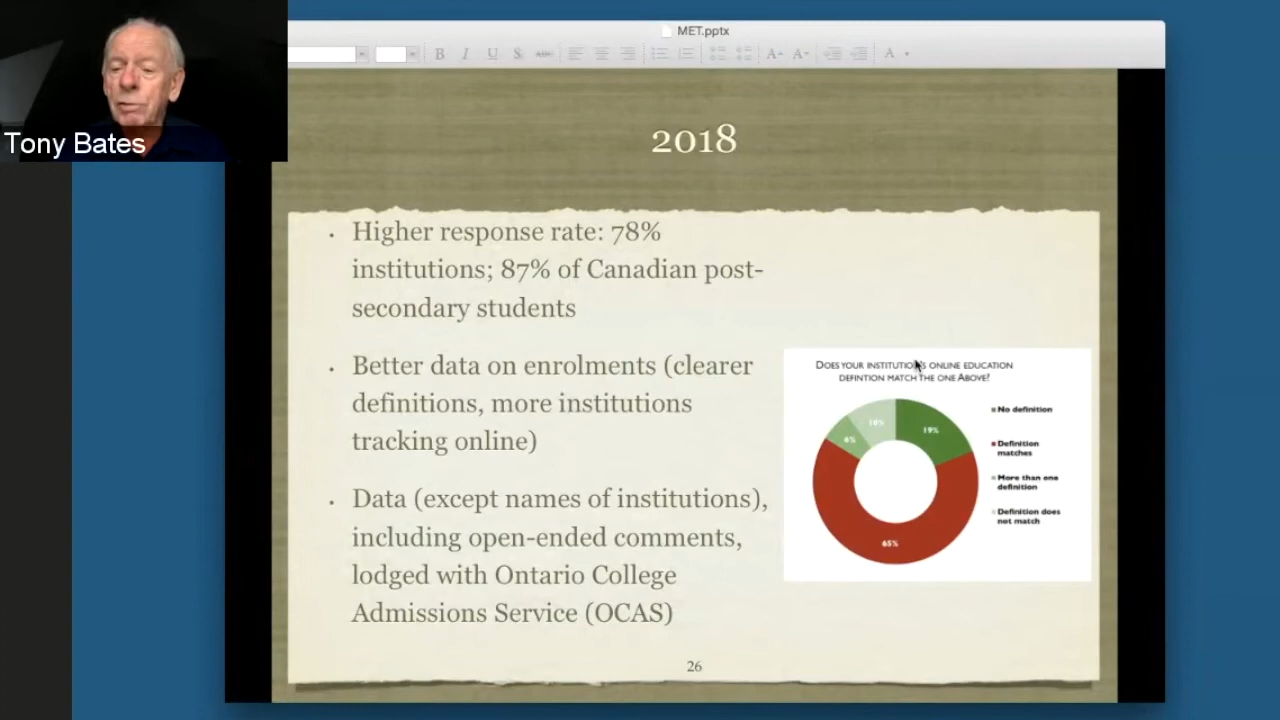 Tony Bates
MET.pptx
B I U S ABC
A A
A
2018
• Higher response rate: 78%
institutions; 87% of Canadian post-
secondary students
• Better data on enrolments (clearer
definitions, more institutions
tracking online)
• Data (except names of institutions),
including open-ended comments,
lodged with Ontario College
Admissions Service (OCAS)
DOES YOUR INSTITUTION'S ONLINE EDUCATION
DEFINTION MATCH THE ONE ABOVE?
10%
6%
19%
65%
No definition
Definition
matches
More than one
definition
Definition does
not match
26